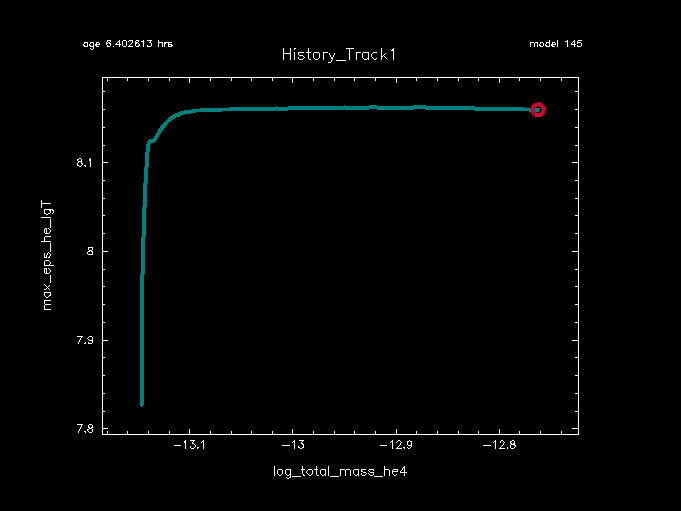 age 6.402613 hrs
model 145
History_Track1
8.1
8
7.9
7.8
max_eps_he_lgT
-13.1
-13
-12.9
-12.8
log_total_mass_he4